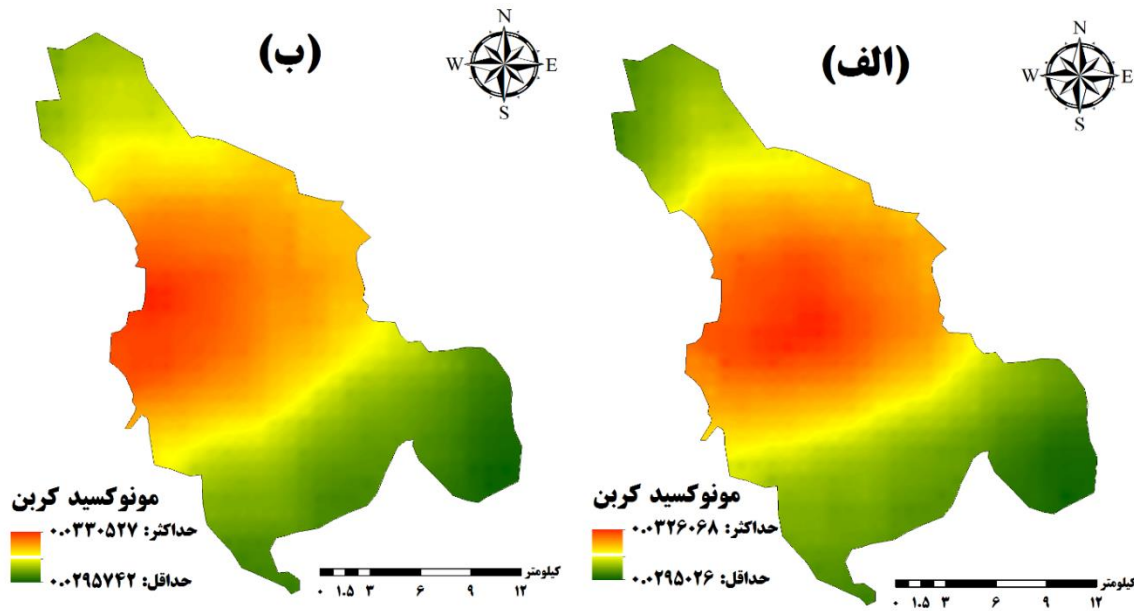 (الف)
N
W E
S
مونوکسید کربن
حداکثر: ۰.۰۳۲۶۰۶۸
حداقل: ۰.۰۲۹۵۰۲۶
کیلومتر
۰ ۱.۵ ۳ ۶ ۹ ۱۲
(ب)
N
W E
S
مونوکسید کربن
حداکثر: ۰.۰۳۳۰۵۲۷
حداقل: ۰.۰۲۹۵۷۴۲
کیلومتر
۰ ۱.۵ ۳ ۶ ۹ ۱۲